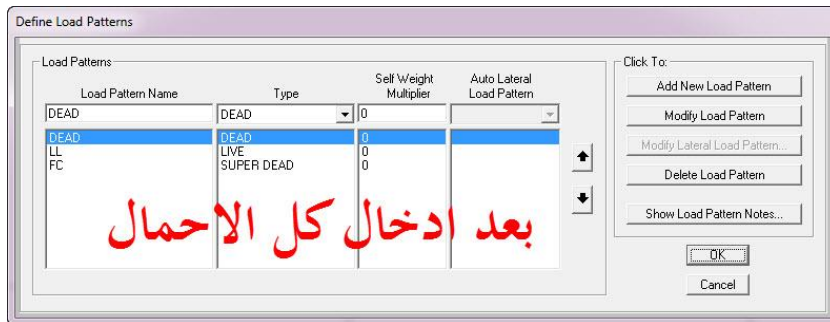 Define Load Patterns
Load Patterns
Click To:
Load Pattern Name
Type
Self Weight
Multiplier
Auto Lateral
Load Pattern
DEAD DEAD 0
DEAD DEAD 0
LL LIVE 0
FC SUPER DEAD 0
بعد ادخال كل الاحمال
Add New Load Pattern
Modify Load Pattern
Modify Lateral Load Pattern...
Delete Load Pattern
Show Load Pattern Notes...
OK
Cancel